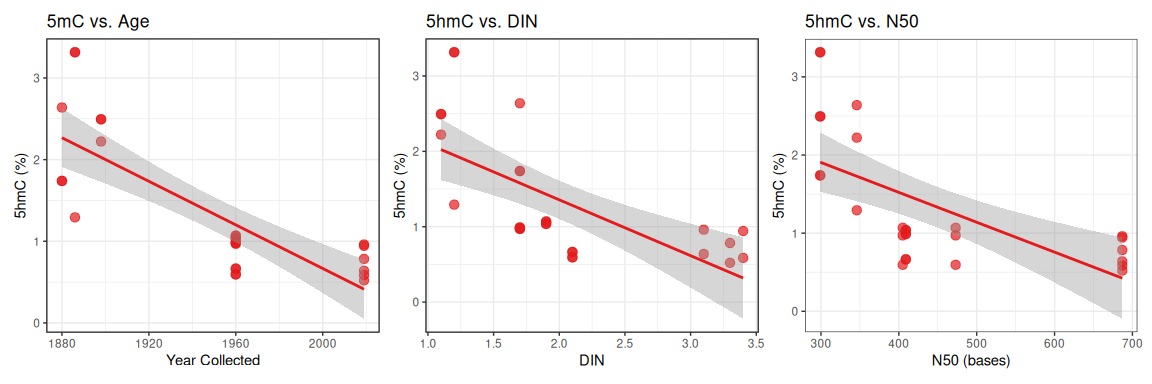 5mC vs. Age
5hmC (%)
3
2
1
0
1880 1920 1960 2000
Year Collected
5hmC vs. DIN
5hmC (%)
3
2
1
0
1.0 1.5 2.0 2.5 3.0 3.5
DIN
5hmC vs. N50
5hmC (%)
3
2
1
0
300 400 500 600 700
N50 (bases)